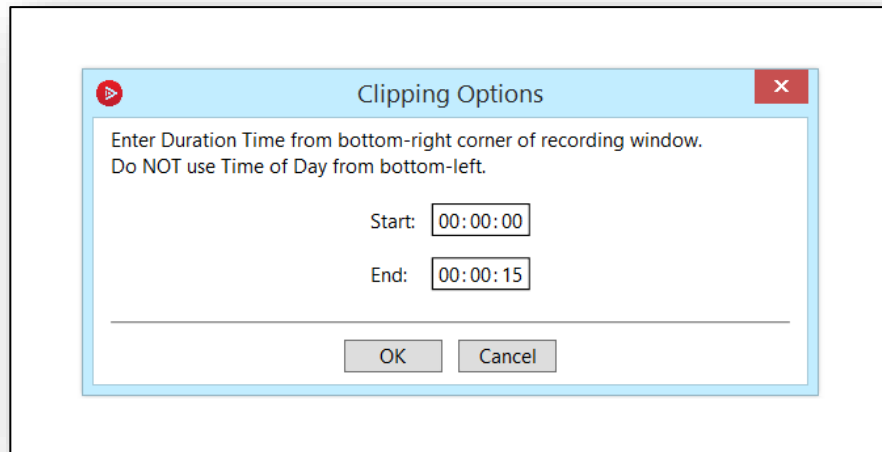 Clipping Options
Enter Duration Time from bottom-right corner of recording window.
Do NOT use Time of Day from bottom-left.
Start: 00:00:00
End: 00:00:15
OK Cancel